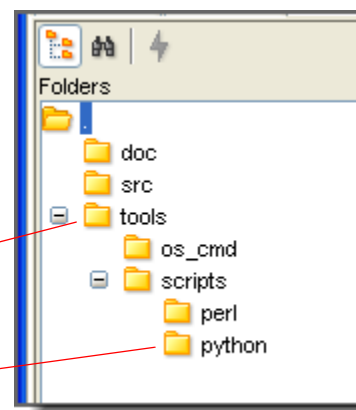 Folders
.
doc
src
tools
os_cmd
scripts
perl
python